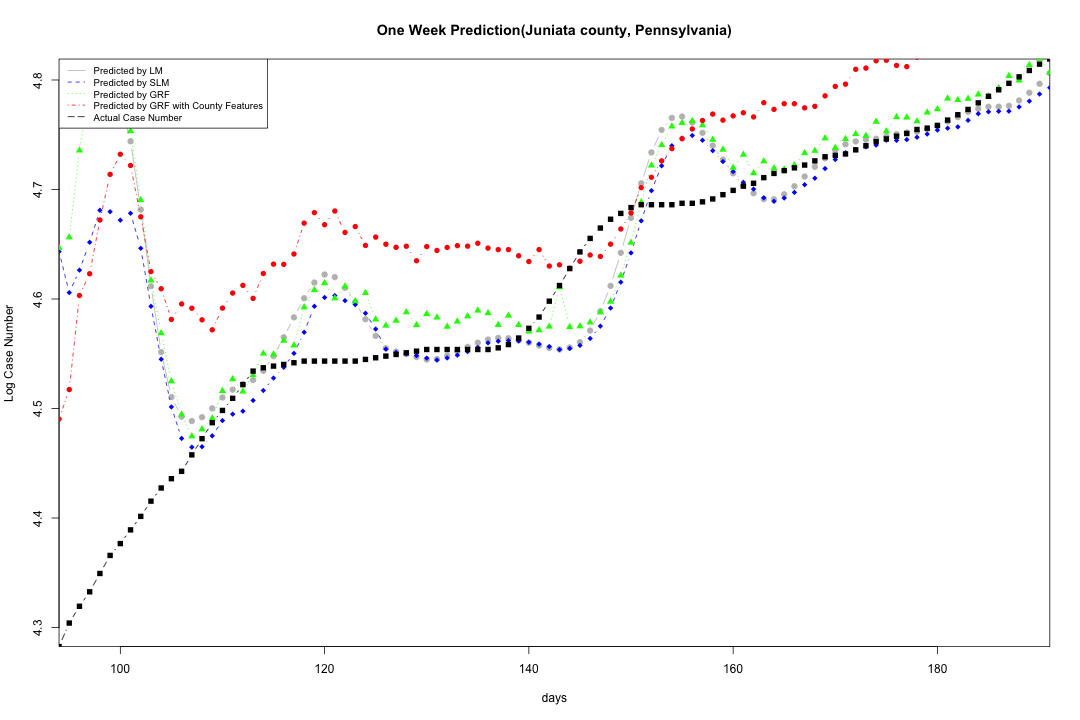 One Week Prediction(Juniata county, Pennsylvania)
Predicted by LM
Predicted by SLM
Predicted by GRF
Predicted by GRF with County Features
Actual Case Number
4.8
4.7
4.6
4.5
4.4
4.3
Log Case Number
100 120 140 160 180
days